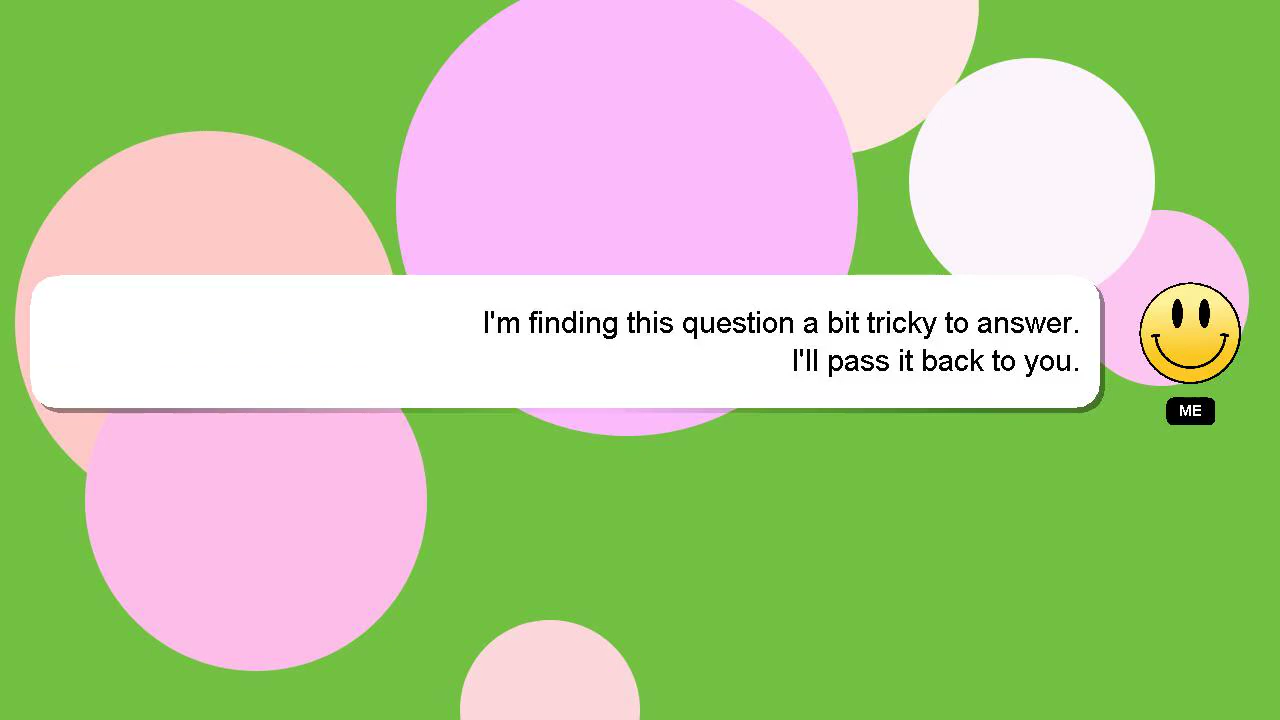 I'm finding this question a bit tricky to answer.
I'll pass it back to you.
ME